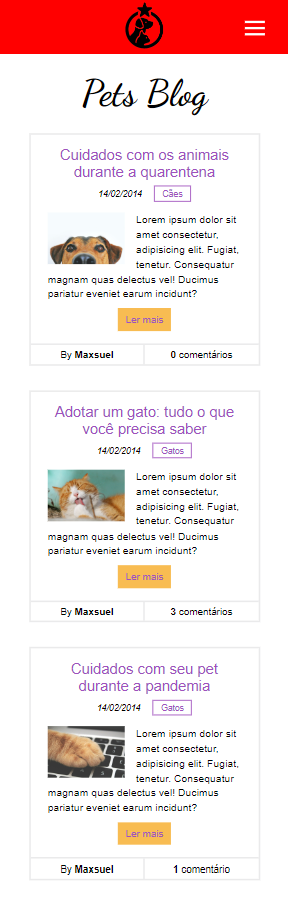 Pets Blog
Cuidados com os animais
durante a quarentena
14/02/2014 Cães
Lorem ipsum dolor sit
amet consectetur,
adipisicing elit. Fugiat,
tenetur. Consequatur
magnam quas delectus vel! Ducimus
pariatur eveniet earum incidunt?
Ler mais
By Maxsuel 0 comentários
Adotar um gato: tudo o que
você precisa saber
14/02/2014 Gatos
Lorem ipsum dolor sit
amet consectetur,
adipisicing elit. Fugiat,
tenetur. Consequatur
magnam quas delectus vel! Ducimus
pariatur eveniet earum incidunt?
Ler mais
By Maxsuel 3 comentários
Cuidados com seu pet
durante a pandemia
14/02/2014 Gatos
Lorem ipsum dolor sit
amet consectetur,
adipisicing elit. Fugiat,
tenetur. Consequatur
magnam quas delectus vel! Ducimus
pariatur eveniet earum incidunt?
Ler mais
By Maxsuel 1 comentário